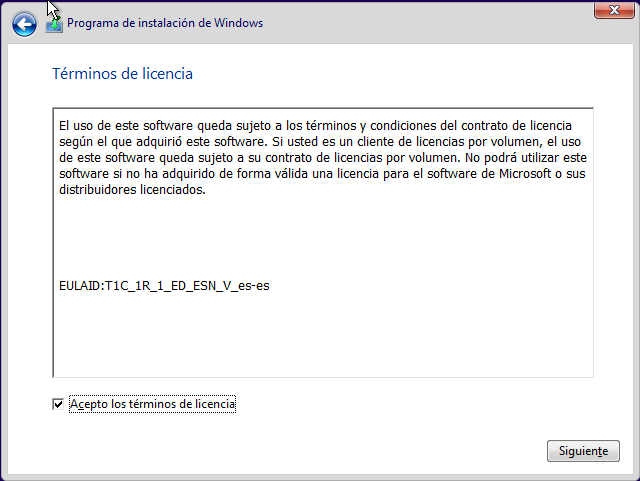 Programa de instalación de Windows
Términos de licencia
El uso de este software queda sujeto a los términos y condiciones del contrato de licencia
según el que adquirió este software. Si usted es un cliente de licencias por volumen, el uso
de este software queda sujeto a su contrato de licencias por volumen. No podrá utilizar este
software si no ha adquirido de forma válida una licencia para el software de Microsoft o sus
distribuidores licenciados.
EULAID:T1C_1R_1_ED_ESN_V_es-es
Acepto los términos de licencia
Siguiente